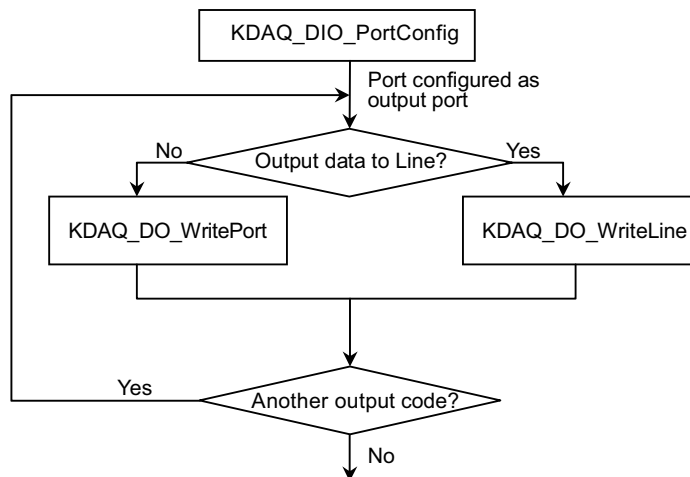 KDAQ_DIO_PortConfig
Port configured as
output port
No
Output data to Line?
Yes
KDAQ_DO_WritePort
KDAQ_DO_WriteLine
Yes
Another output code?
No